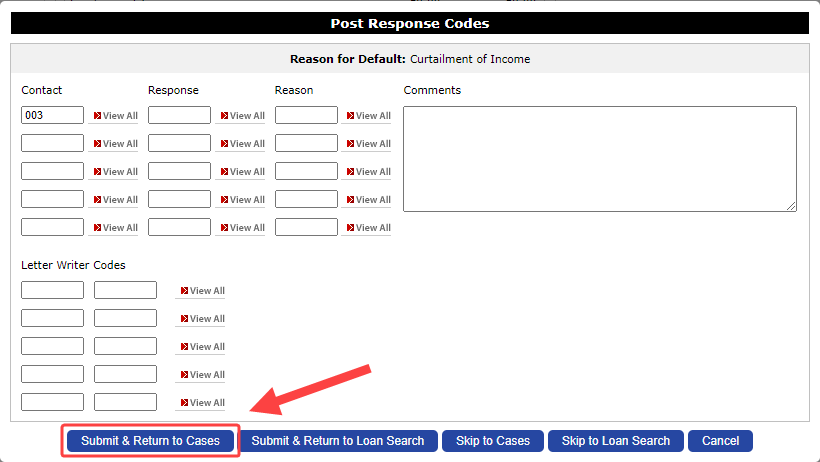 Post Response Codes
Reason for Default: Curtailment of Income
Contact Response Reason Comments
003 View All View All View All
View All View All View All
View All View All View All
View All View All View All
View All View All View All
Letter Writer Codes
View All
View All
View All
View All
View All
Submit & Return to Cases Submit & Return to Loan Search Skip to Cases Skip to Loan Search Cancel